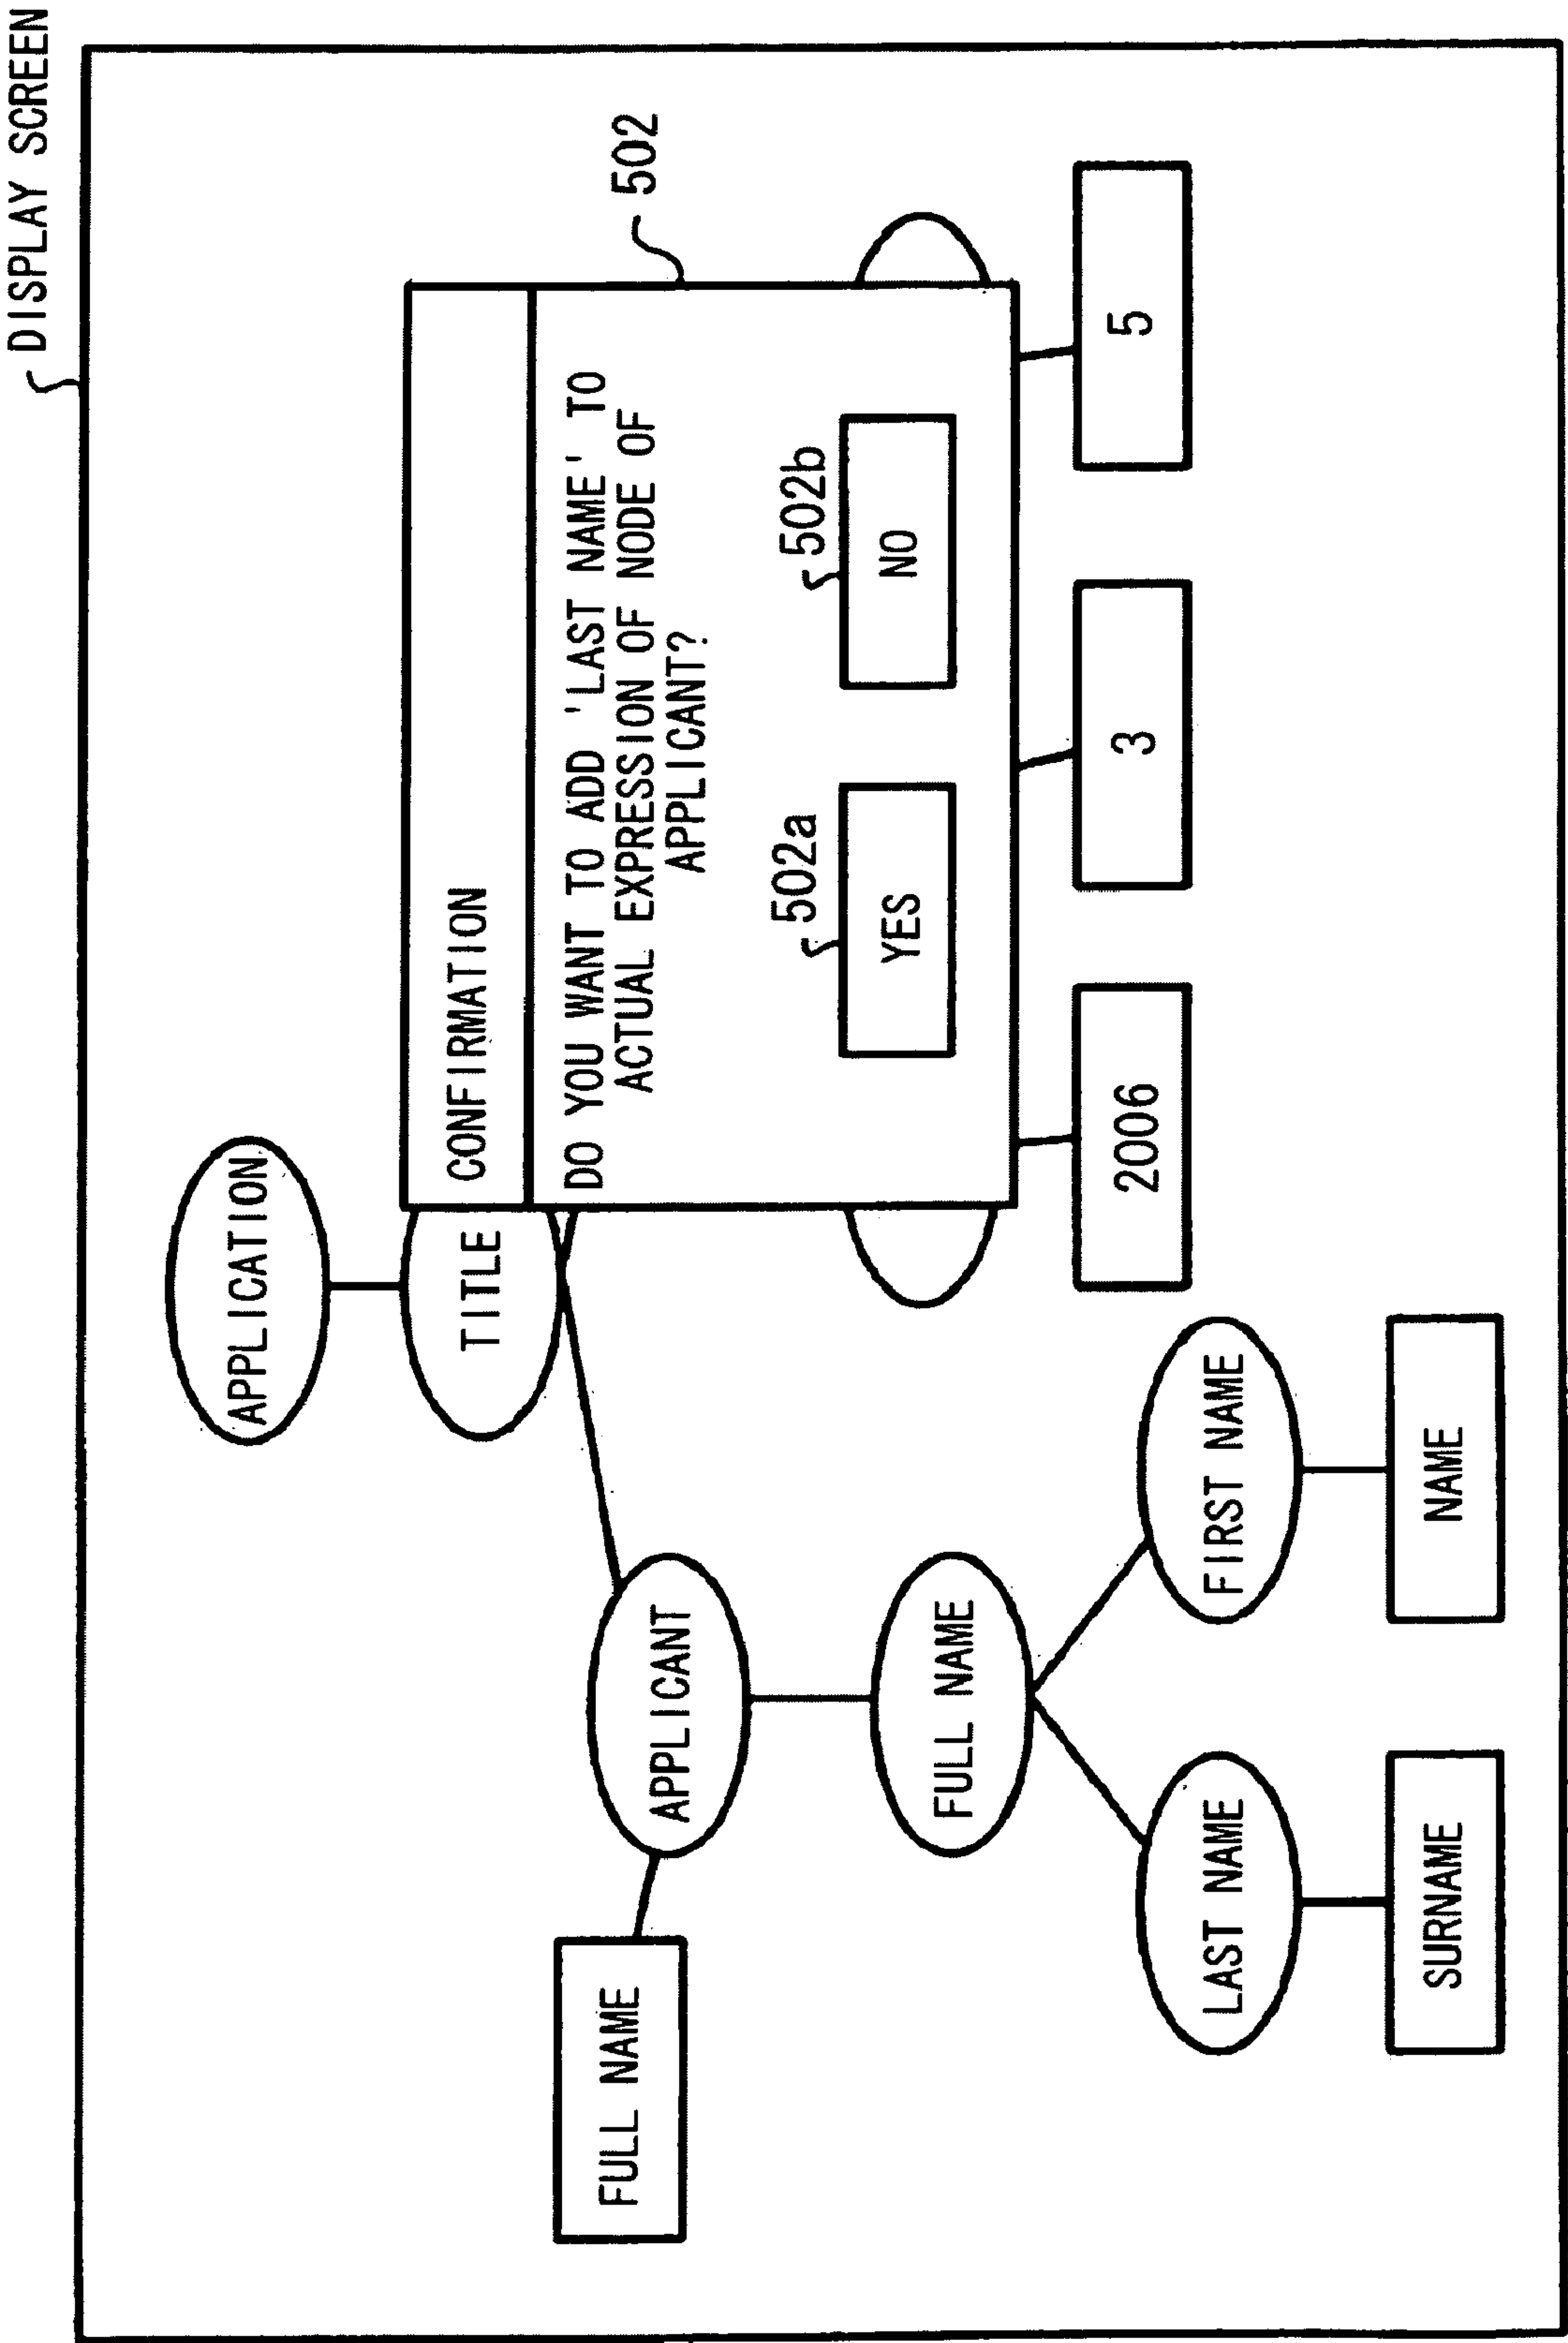 DISPLAY SCREEN
APPLICATION
TITLE
CONFIRMATION
502
DO YOU WANT TO ADD 'LAST NAME' TO
ACTUAL EXPRESSION OF NODE OF
APPLICANT?
502a
502b
YES
NO
FULL NAME
APPLICANT
FULL NAME
2006
3
5
LAST NAME
FIRST NAME
SURNAME
NAME